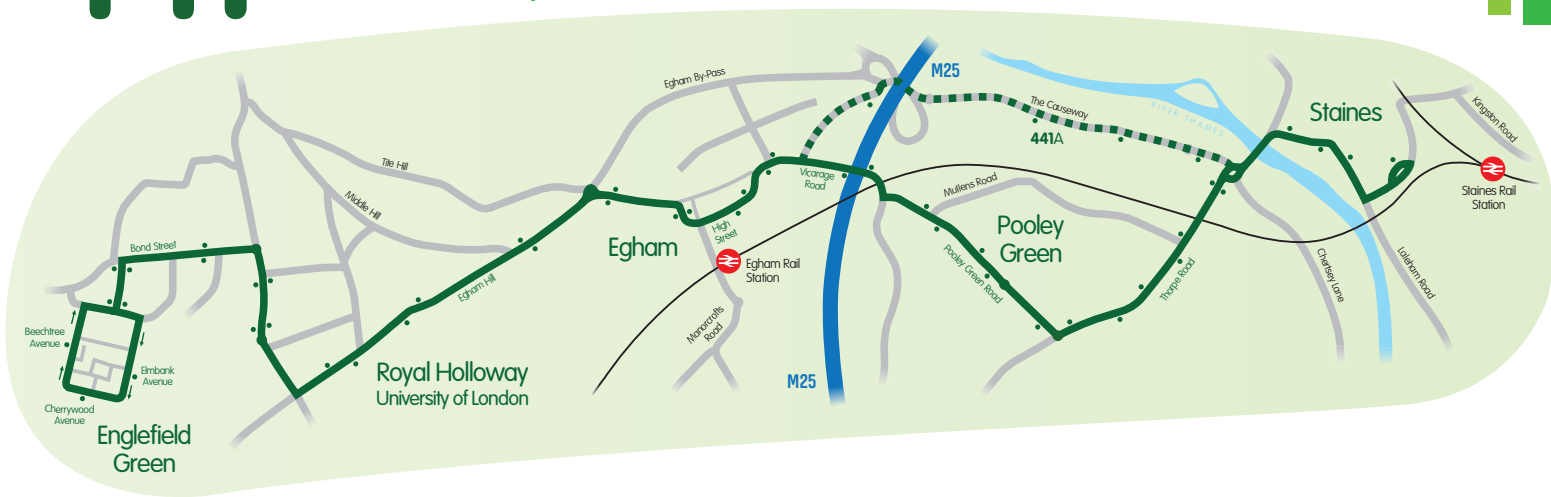 Egham By-Pass
M25
The Causeway
441A
RIVER THAMES
Staines
Kingston Road
Staines Rail
Station
Tite Hill
Middle Hill
Vicarage
Road
Mullens Road
High
Street
Egham
Pooley
Green
Bond Street
Egham Rail
Station
Egham Hill
Pooley Green Road
Thorpe Road
Chertsey Lane
Laleham Road
Manorcrofts
Road
Beechtree
Avenue
Elmbank
Avenue
Cherrywood
Avenue
Royal Holloway
University of London
M25
Englefield
Green